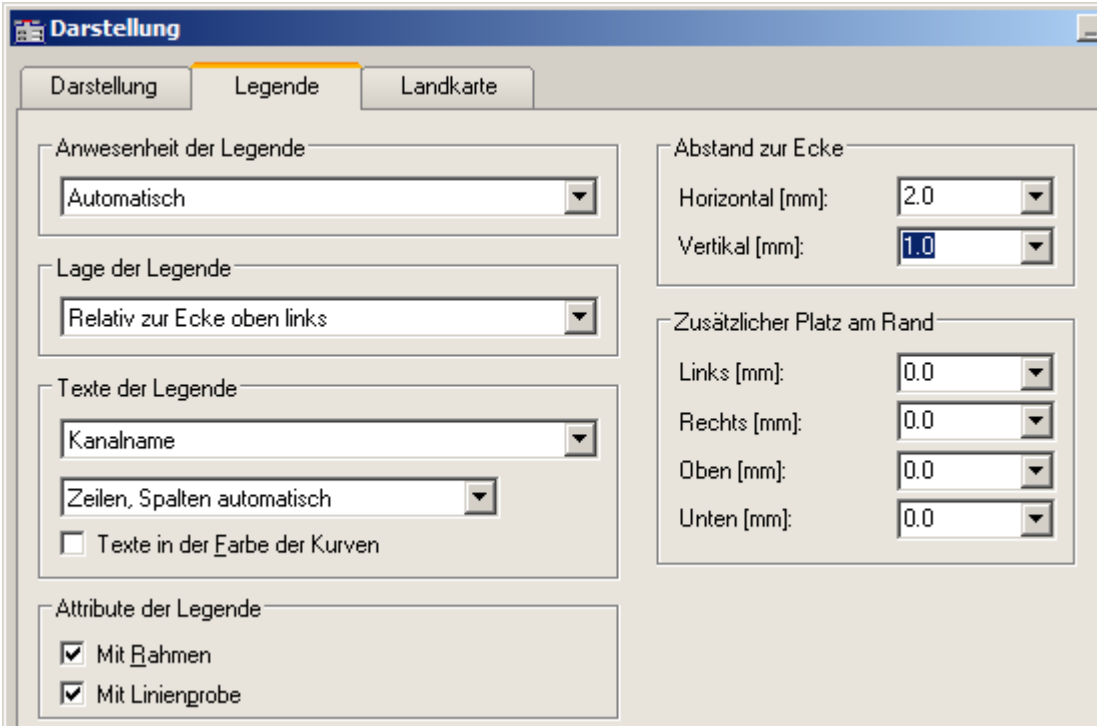 Darstellung
Darstellung
Legende
Landkarte
Anwesenheit der Legende
Automatisch
Lage der Legende
Relativ zur Ecke oben links
Texte der Legende
Kanalname
Zeilen, Spalten automatisch
Texte in der Farbe der Kurven
Attribute der Legende
Mit Rahmen
Mit Linienprobe
Abstand zur Ecke
Horizontal [mm]: 2.0
Vertikal [mm]: 1.0
Zusätzlicher Platz am Rand
Links [mm]: 0.0
Rechts [mm]: 0.0
Oben [mm]: 0.0
Unten [mm]: 0.0